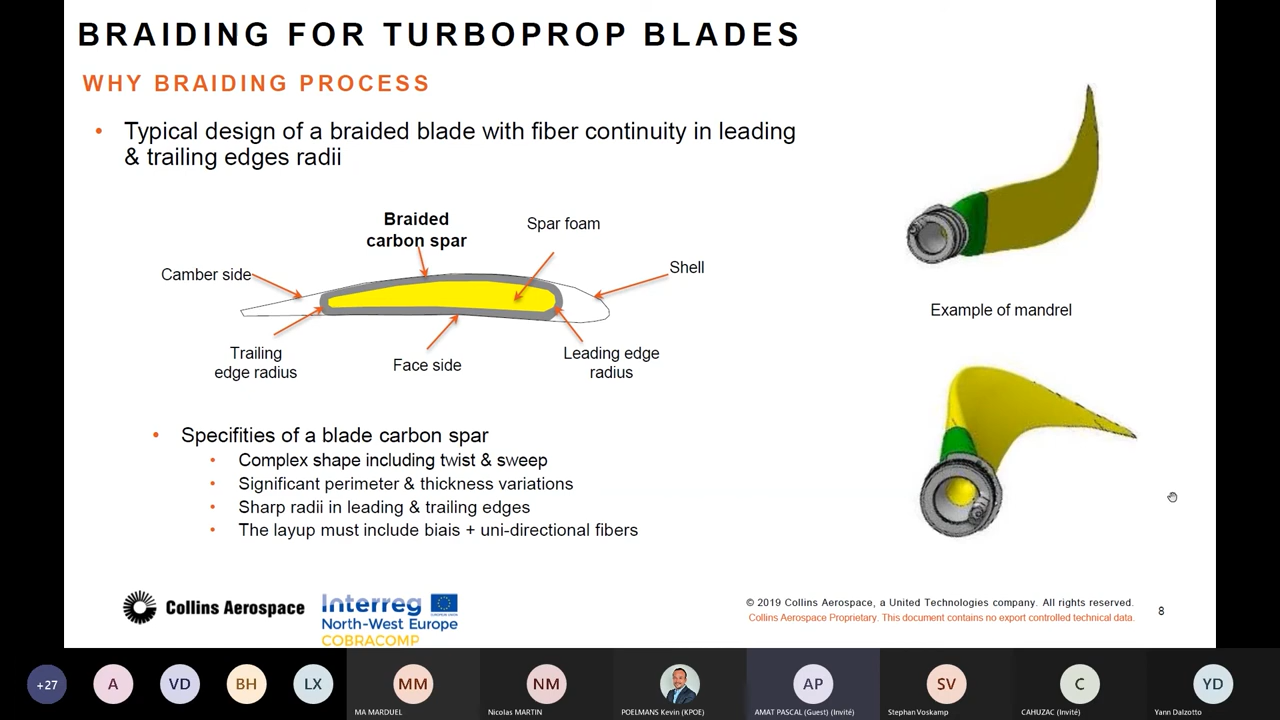 BRAIDING FOR TURBOPROP BLADES
WHY BRAIDING PROCESS
• Typical design of a braided blade with fiber continuity in leading
& trailing edges radii
Braided
carbon spar
Spar foam
Camber side
Shell
Trailing
edge radius
Face side
Leading edge
radius
Example of mandrel
• Specifities of a blade carbon spar
• Complex shape including twist & sweep
• Significant perimeter & thickness variations
• Sharp radii in leading & trailing edges
• The layup must include biais + uni-directional fibers
Collins Aerospace
Interreg
North-West Europe
COBRACOMP
© 2019 Collins Aerospace, a United Technologies company. All rights reserved.
Collins Aerospace Proprietary. This document contains no export controlled technical data.
8
+27
A
VD
BH
LX
MM
NM
AP
SV
C
YD
MA MARDUEL
Nicolas MARTIN
POELMANS Kevin (KPOE)
AMAT PASCAL (Guest) (Invité)
Stephan Voskamp
CAHUZAC (Invité)
Yann Dalzotto